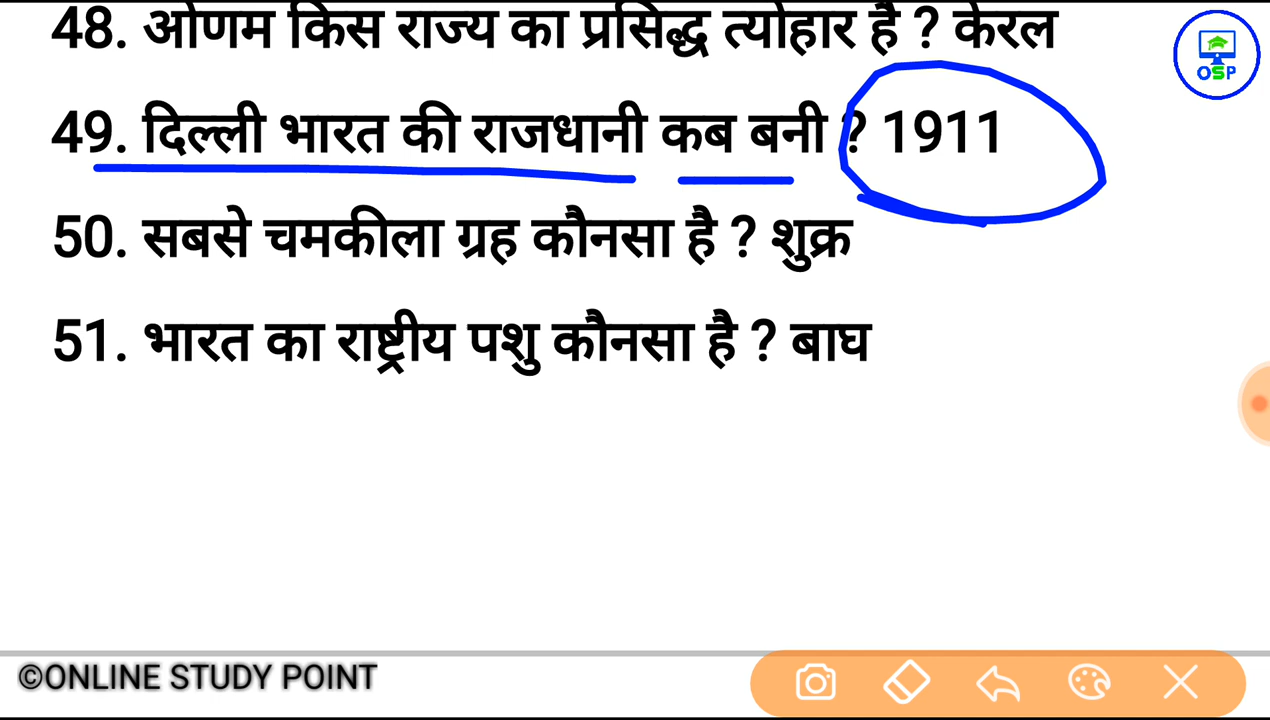 48. ओणम किस राज्य का प्रसिद्ध त्योहार है ? केरल
OSP
49. दिल्ली भारत की राजधानी कब बनी ? 1911
50. सबसे चमकीला ग्रह कौनसा है ? शुक्र
51. भारत का राष्ट्रीय पशु कौनसा है ? बाघ
©ONLINE STUDY POINT